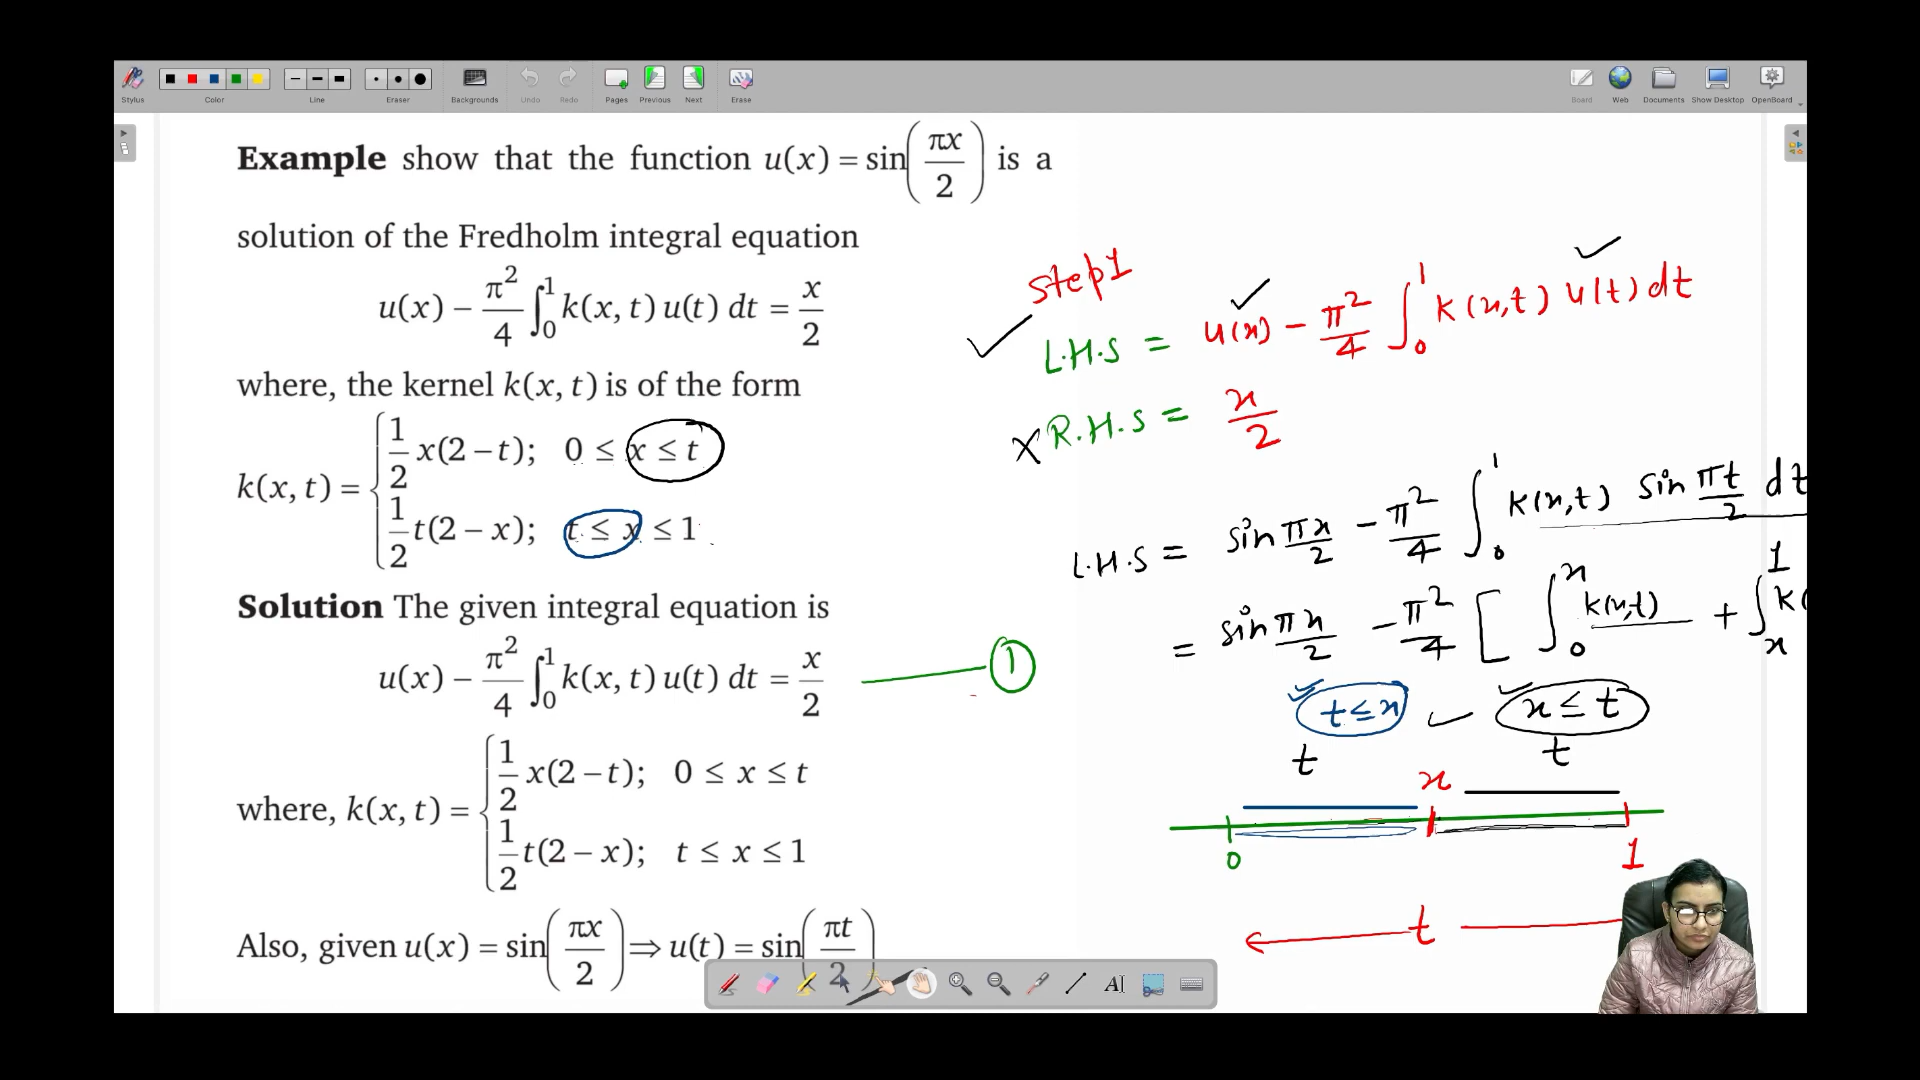 Stylus Color Line Eraser Backgrounds Undo Redo Pages Previous Next Erase Board Web Documents Show Desktop OpenBoard
Example show that the function u(x) = sin(πx/2) is a
solution of the Fredholm integral equation
u(x) − π²/4 ∫₀¹ k(x, t) u(t) dt = x/2
where, the kernel k(x, t) is of the form
k(x, t) = { 1/2 x(2 − t); 0 ≤ x ≤ t
1/2 t(2 − x); t ≤ x ≤ 1
Solution The given integral equation is
u(x) − π²/4 ∫₀¹ k(x, t) u(t) dt = x/2 ①
where, k(x, t) = { 1/2 x(2 − t); 0 ≤ x ≤ t
1/2 t(2 − x); t ≤ x ≤ 1
Also, given u(x) = sin(πx/2) ⇒ u(t) = sin(πt/2)
Step1
L.H.S = u(x) − π²/4 ∫₀¹ K(x,t) u(t) dt
R.H.S = x/2
L.H.S = sin πx/2 − π²/4 ∫₀¹ K(x,t) sin πt/2 dt
= sin πx/2 − π²/4 [ ∫₀ˣ K(x,t) + ∫ₓ¹ K(
t ≤ x ✓ x ≤ t
t t
x
0 1
t
AI